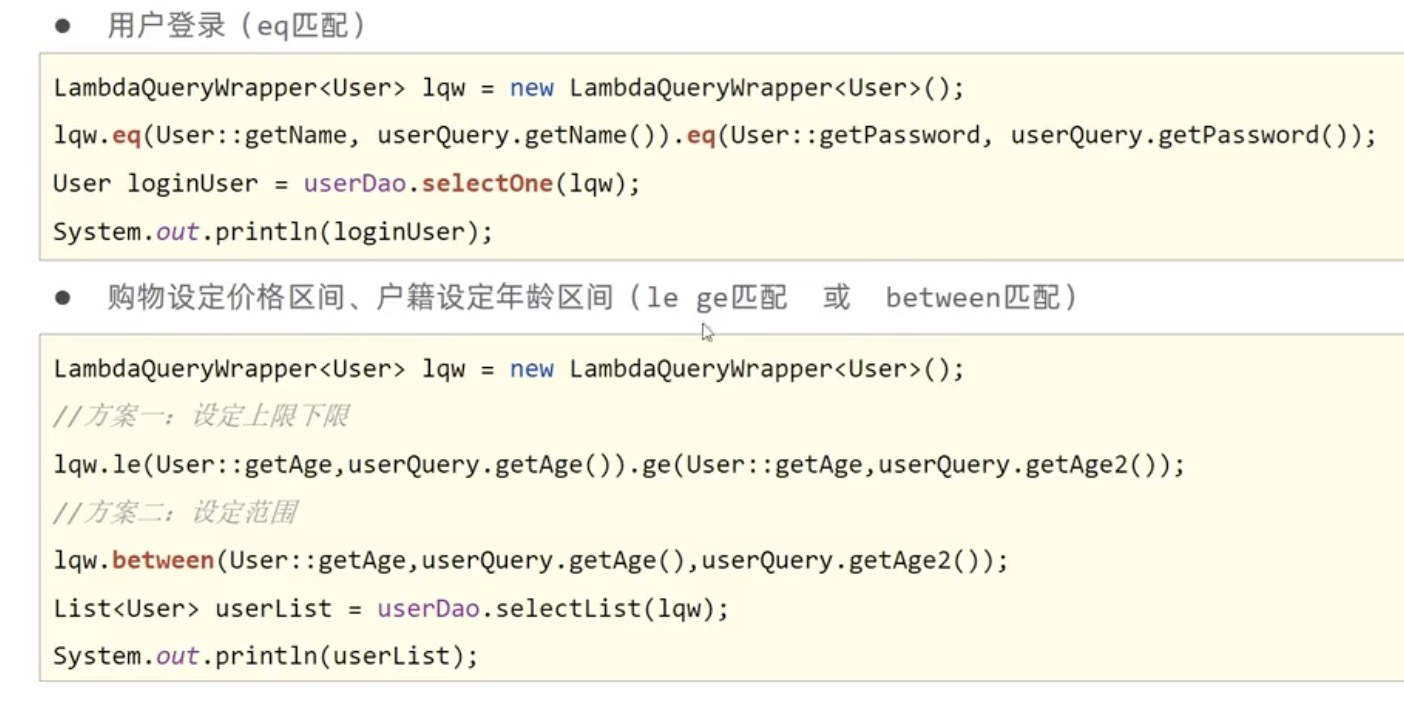 ● 用户登录（eq匹配）
LambdaQueryWrapper<User> lqw = new LambdaQueryWrapper<User>();
lqw.eq(User::getName, userQuery.getName()).eq(User::getPassword, userQuery.getPassword());
User loginUser = userDao.selectOne(lqw);
System.out.println(loginUser);
● 购物设定价格区间、户籍设定年龄区间（le ge匹配 或 between匹配）
LambdaQueryWrapper<User> lqw = new LambdaQueryWrapper<User>();
//方案一：设定上限下限
lqw.le(User::getAge,userQuery.getAge()).ge(User::getAge,userQuery.getAge2());
//方案二：设定范围
lqw.between(User::getAge,userQuery.getAge(),userQuery.getAge2());
List<User> userList = userDao.selectList(lqw);
System.out.println(userList);